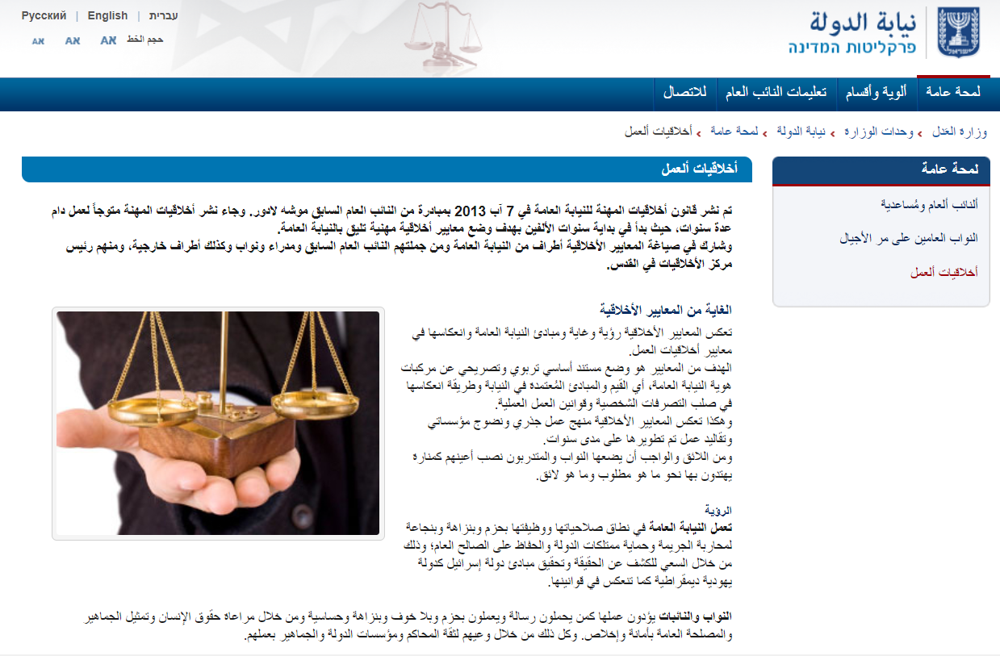 Русский | English | עברית
حجم الخط אA אA אA
نيابة الدولة
פרקליטות המדינה
لمحة عامة
ألوية وأقسام
تعليمات النائب العام
للاتصال
وزارة العَدل › وحدات الوزارة › نيابة الدولة › لمحة عامة › أخلاقيات ألعمل
لمحة عامة
ألنائب ألعام ومُساعدية
النواب العامين على مر الأجيال
أخلاقيات ألعمل
أخلاقيات ألعمل
تم نشر قانون أخلاقيات المهنة للنيابة العامة في 7 آب 2013 بمبادرة من النائب العام السابق موشه لادور. وجاء نشر أخلاقيات المهنة متوجاً لعمل دام
عدة سنوات، حيث بدأ في بداية سنوات الألفين بهدف وضع معايير أخلاقية مهنية تليق بالنيابة العامة.
وشارك في صياغة المعايير الأخلاقية أطراف من النيابة العامة ومن جملتهم النائب العام السابق ومدراء ونواب وكذلك أطراف خارجية، ومنهم رئيس
مركز الأخلاقيات في القدس.
الغاية من المعايير الأخلاقية
تعكس المعايير الأخلاقية رؤية وغاية ومبادئ النيابة العامة وانعكاسها في
معايير أخلاقيات العمل.
الهدف من المعايير هو وضع مستند أساسي تربوي وتصريحي عن مركبات
هوية النيابة العامة، أي القيم والمبادئ المُعتمدة في النيابة وطريقة انعكاسها
في صلب التصرفات الشخصية وقوانين العمل العملية.
وهكذا تعكس المعايير الأخلاقية منهج عمل جذري ونضوج مؤسساتي
وتقاليد عمل تم تطويرها على مدى سنوات.
ومن اللائق والواجب أن يضعها النواب والمتدربون نصب أعينهم كمنارة
يهتدون بها نحو ما هو مطلوب وما هو لائق.
الرؤية
تعمل النيابة العامة في نطاق صلاحياتها ووظيفتها بحزم وبنزاهة وبنجاعة
لمحاربة الجريمة وحماية ممتلكات الدولة والحفاظ على الصالح العام؛ وذلك
من خلال السعي للكشف عن الحقيقة وتحقيق مبادئ دولة إسرائيل كدولة
يهودية ديمقراطية كما تنعكس في قوانينها.
النواب والنائبات يؤدون عملها كمن يحملون رسالة ويعملون بحزم وبلا خوف وبنزاهة وحساسية ومن خلال مراعاة حقوق الإنسان وتمثيل الجماهير
والمصلحة العامة بأمانة وإخلاص. وكل ذلك من خلال وعيهم لثقة المحاكم ومؤسسات الدولة والجماهير بعملهم.